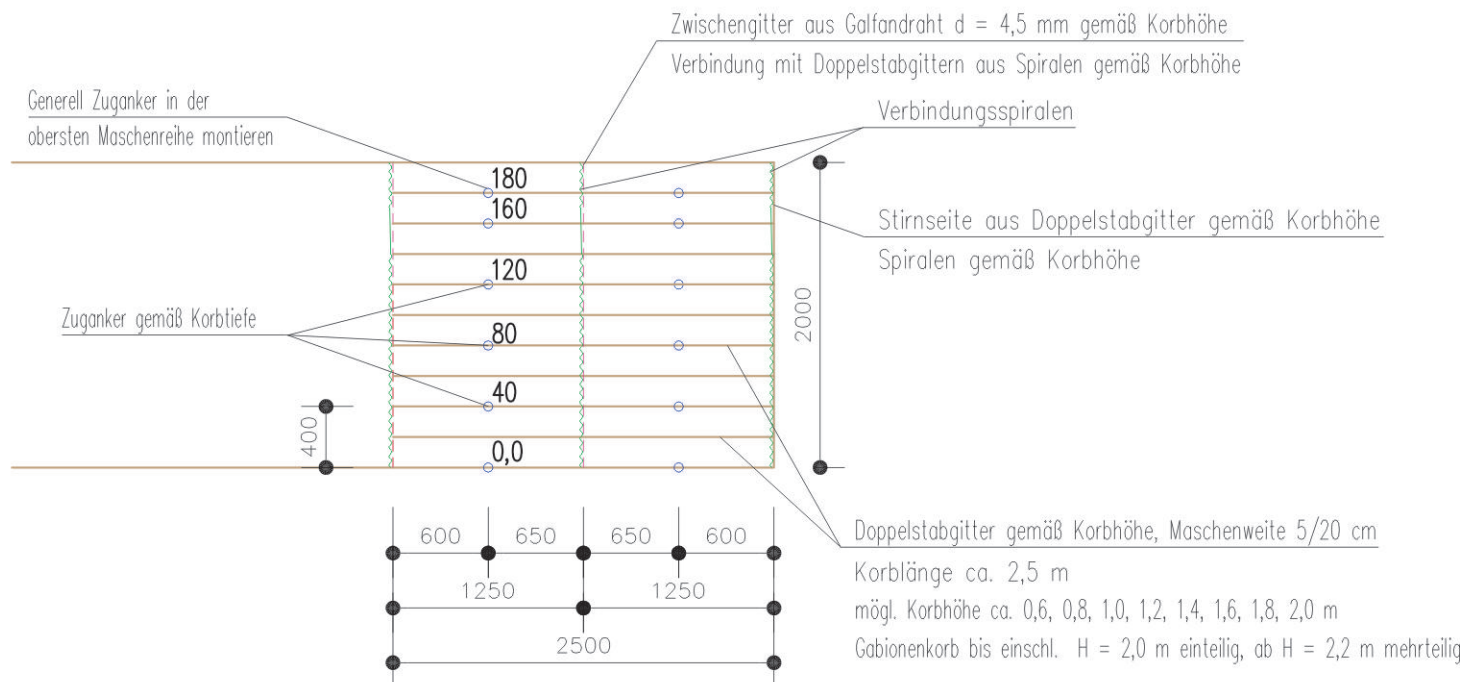 Zwischengitter aus Galfandraht d = 4,5 mm gemäß Korbhöhe
Verbindung mit Doppelstabgittern aus Spiralen gemäß Korbhöhe
Generell Zuganker in der
obersten Maschenreihe montieren
Verbindungsspiralen
180
160
Stirnseite aus Doppelstabgitter gemäß Korbhöhe
Spiralen gemäß Korbhöhe
120
2000
Zuganker gemäß Korbtiefe
80
40
400
0,0
600 650 650 600
1250 1250
2500
Doppelstabgitter gemäß Korbhöhe, Maschenweite 5/20 cm
Korblänge ca. 2,5 m
mögl. Korbhöhe ca. 0,6, 0,8, 1,0, 1,2, 1,4, 1,6, 1,8, 2,0 m
Gabionenkorb bis einschl. H = 2,0 m einteilig, ab H = 2,2 m mehrteilig